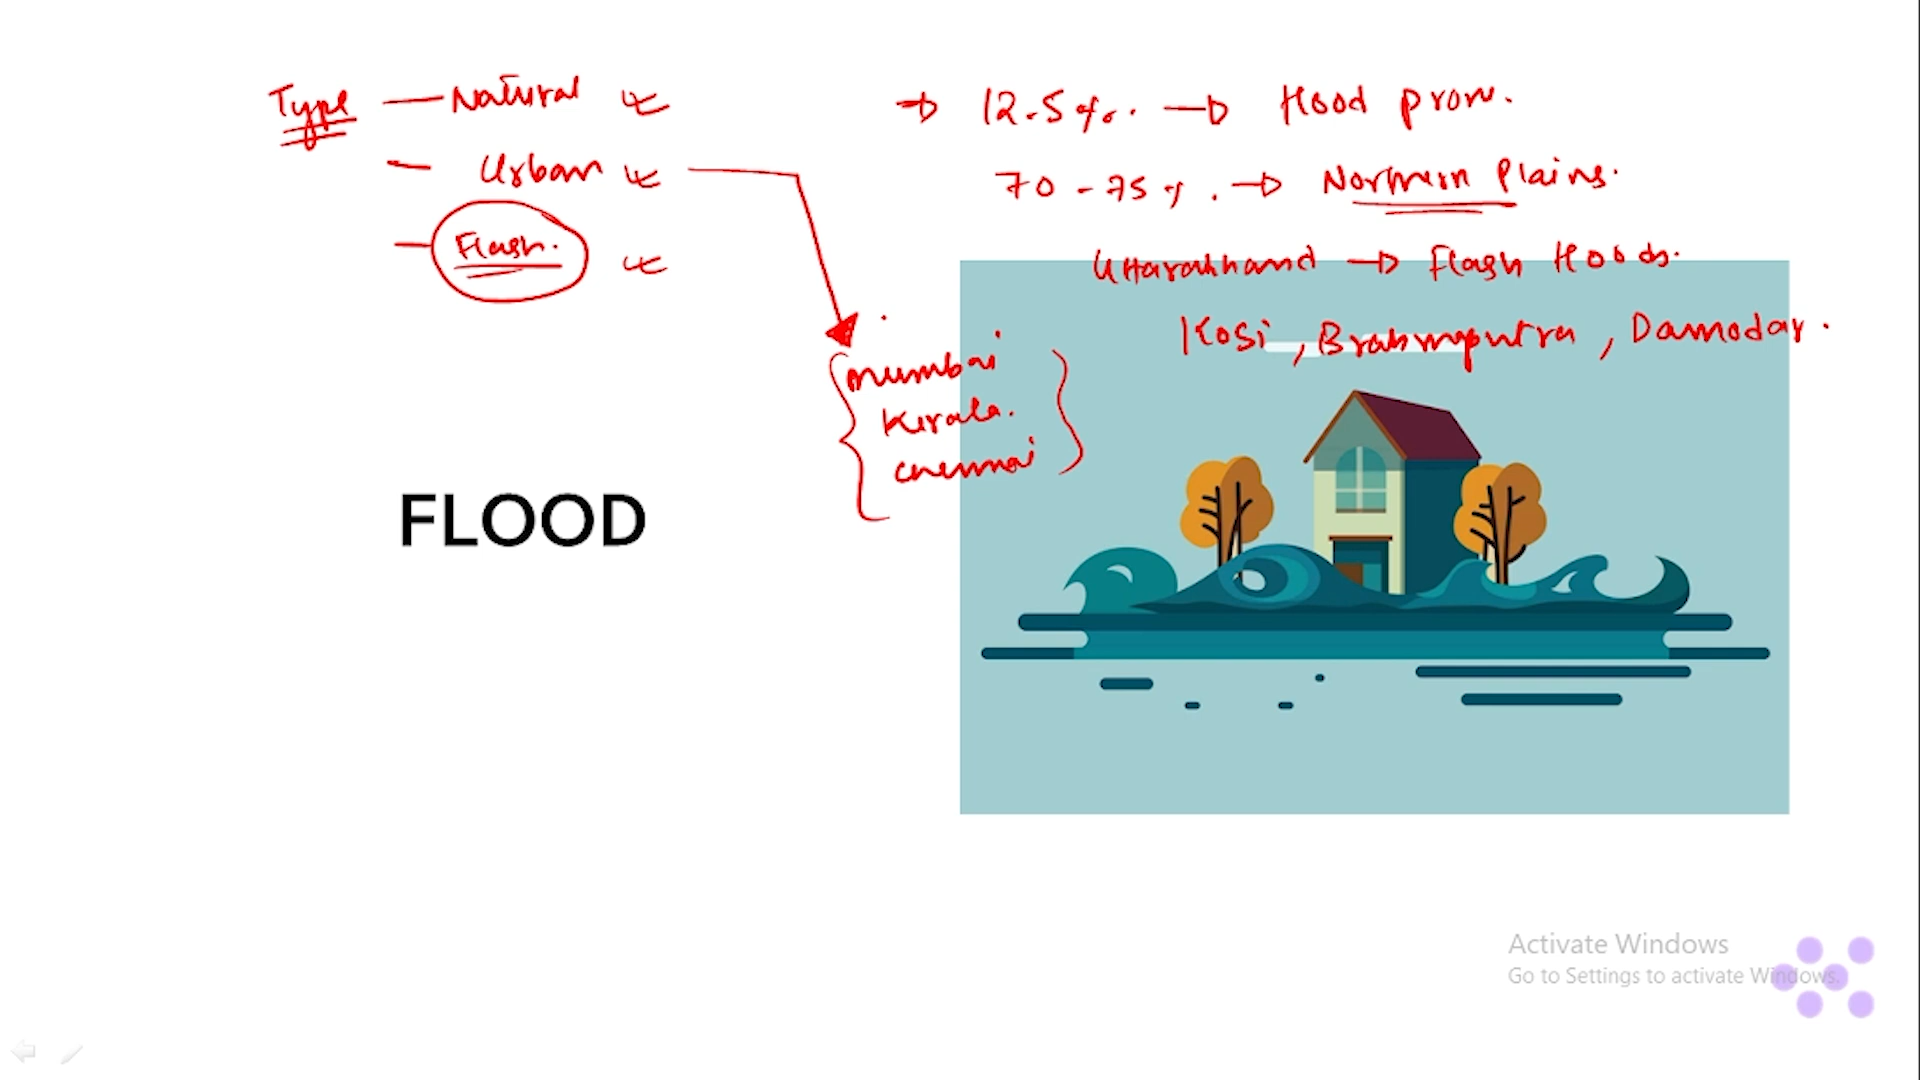 Type — Natural
— Urban
— Flash.
→ 12.5%. → flood prone.
70-75%. → Northern Plains.
Uttarakhand → Flash floods.
Kosi, Brahmaputra, Damodar.
Mumbai
Kerala.
Chennai
FLOOD
Activate Windows
Go to Settings to activate Windows.